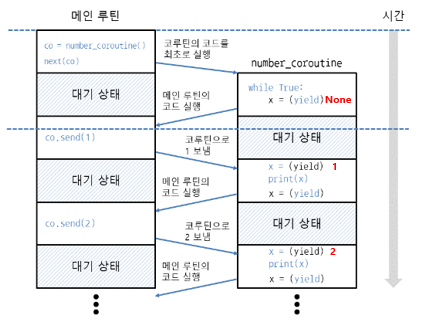 메인 루틴
시간
co = number_coroutine()
next(co)
코루틴의 코드를
최초로 실행
number_coroutine
대기 상태
메인 루틴의
코드 실행
while True:
x = (yield)None
co.send(1)
코루틴으로
1 보냄
대기 상태
대기 상태
메인 루틴의
코드 실행
x = (yield) 1
print(x)
x = (yield)
co.send(2)
코루틴으로
2 보냄
대기 상태
대기 상태
메인 루틴의
코드 실행
x = (yield) 2
print(x)
x = (yield)